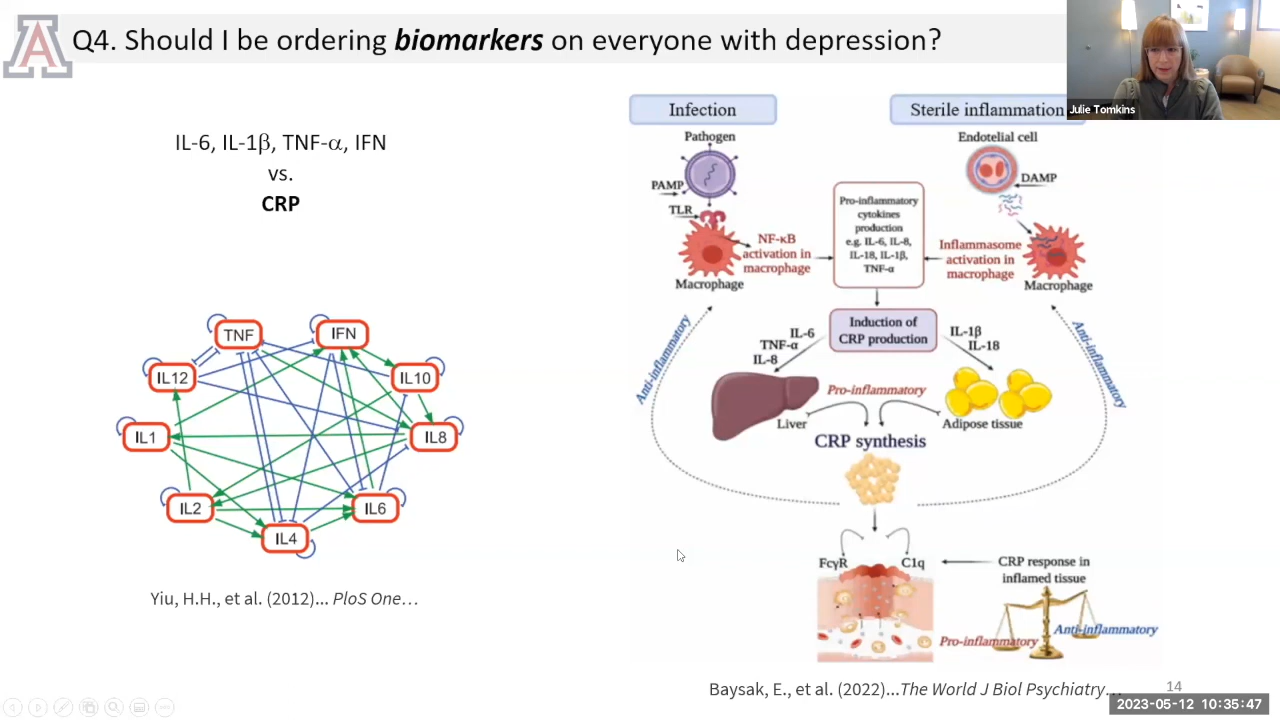 Q4. Should I be ordering biomarkers on everyone with depression?
Julie Tomkins
IL-6, IL-1β, TNF-α, IFN
vs.
CRP
TNF
IFN
IL12
IL10
IL1
IL8
IL2
IL6
IL4
Yiu, H.H., et al. (2012)... PloS One…
Infection
Sterile inflammation
Pathogen
Endotelial cell
PAMP
DAMP
TLR
Pro-inflammatory
cytokines
production
e.g. IL-6, IL-8,
IL-18, IL-1β,
TNF-α
NF-κB
activation in
macrophage
Inflammasome
activation in
macrophage
Macrophage
Macrophage
Induction of
CRP production
IL-6
TNF-α
IL-8
IL-1β
IL-18
Anti-inflammatory
Anti-inflammatory
Pro-inflammatory
Liver
Adipose tissue
CRP synthesis
FcγR
C1q
CRP response in
inflamed tissue
Pro-inflammatory
Anti-inflammatory
Baysak, E., et al. (2022)...The World J Biol Psychiatry…
14
2023-05-12 10:35:47